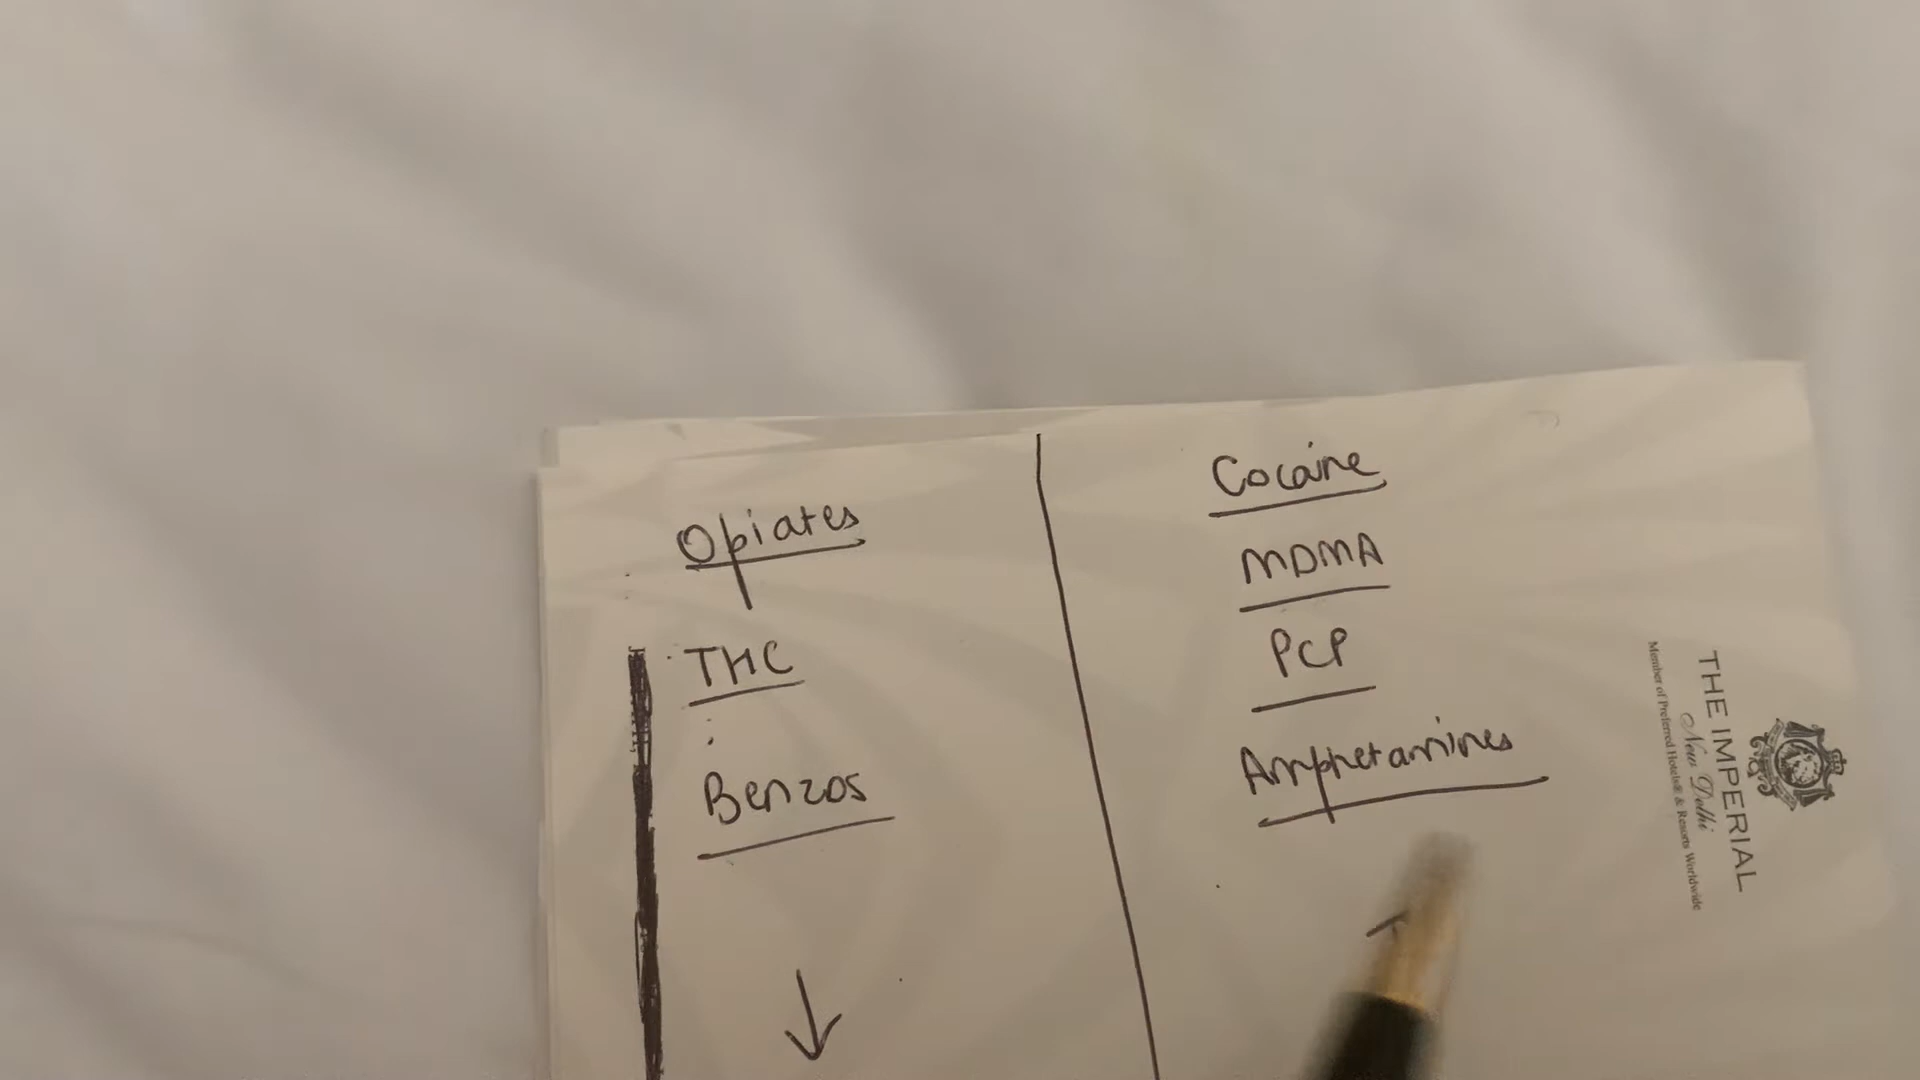 Opiates
THC
Benzos
Cocaine
MDMA
PCP
Amphetamines
THE IMPERIAL
New Delhi
Member of Preferred Hotels® & Resorts Worldwide